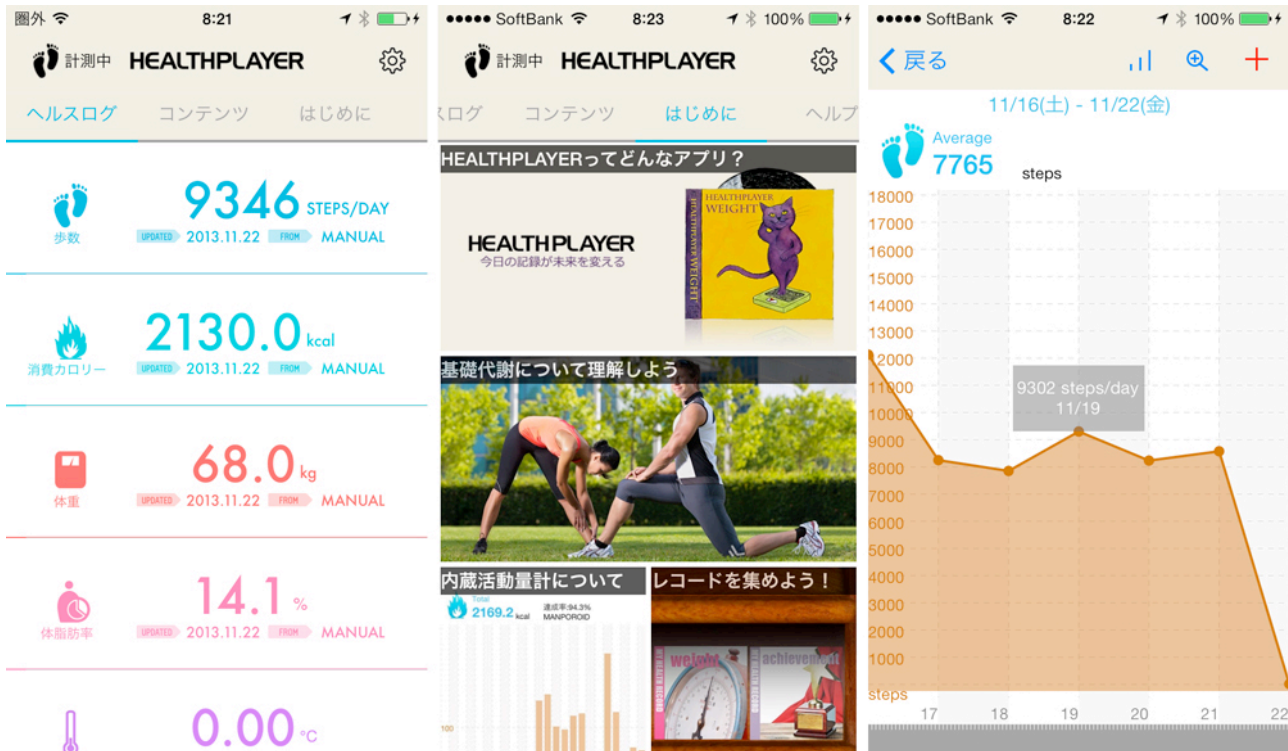 圏外 8:21
計測中 HEALTHPLAYER
ヘルスログ コンテンツ はじめに
歩数
9346 STEPS/DAY
UPDATED 2013.11.22 FROM MANUAL
消費カロリー
2130.0 kcal
UPDATED 2013.11.22 FROM MANUAL
体重
68.0 kg
UPDATED 2013.11.22 FROM MANUAL
体脂肪率
14.1 %
UPDATED 2013.11.22 FROM MANUAL
0.00 °C
SoftBank 8:23 100%
計測中 HEALTHPLAYER
スログ コンテンツ はじめに ヘルプ
HEALTHPLAYERってどんなアプリ？
HEALTHPLAYER
今日の記録が未来を変える
HEALTHPLAYER WEIGHT
HEALTHPLAYER
WEIGHT
基礎代謝について理解しよう
内蔵活動量計について
Total
2169.2 kcal
達成率:94.3%
MANPOROID
100
レコードを集めよう！
weight
achievement
SoftBank 8:22 100%
戻る
11/16(土) - 11/22(金)
Average
7765
steps
18000
17000
16000
15000
14000
13000
12000
11000
10000
9000
8000
7000
6000
5000
4000
3000
2000
1000
steps
9302 steps/day
11/19
17 18 19 20 21 22